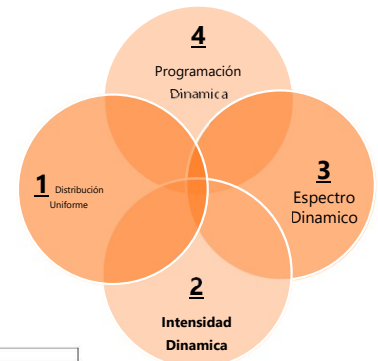 4
Programación
Dinamica
1 Distribución
Uniforme
3
Espectro
Dinamico
2
Intensidad
Dinamica